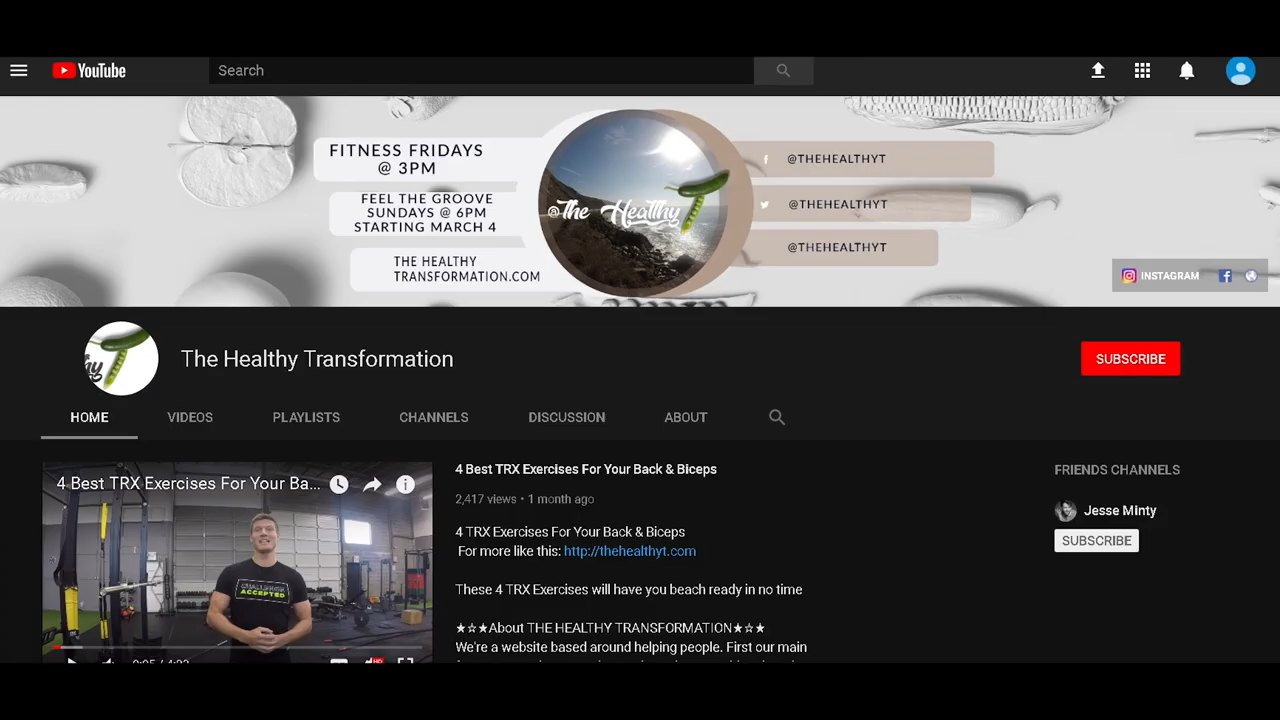 YouTube
Search
FITNESS FRIDAYS
@ 3PM
FEEL THE GROOVE
SUNDAYS @ 6PM
STARTING MARCH 4
THE HEALTHY
TRANSFORMATION.COM
@The Healthy T
@THEHEALTHYT
@THEHEALTHYT
@THEHEALTHYT
INSTAGRAM
The Healthy Transformation
SUBSCRIBE
HOME VIDEOS PLAYLISTS CHANNELS DISCUSSION ABOUT
4 Best TRX Exercises For Your Ba...
CHALLENGE
ACCEPTED
4 Best TRX Exercises For Your Back & Biceps
2,417 views • 1 month ago
4 TRX Exercises For Your Back & Biceps
For more like this: http://thehealthyt.com
These 4 TRX Exercises will have you beach ready in no time
★☆★About THE HEALTHY TRANSFORMATION★☆★
We're a website based around helping people. First our main
FRIENDS CHANNELS
Jesse Minty
SUBSCRIBE